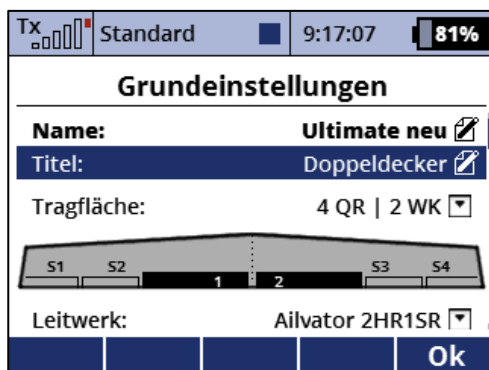 Tx Standard 9:17:07 81%
Grundeinstellungen
Name: Ultimate neu
Titel: Doppeldecker
Tragfläche: 4 QR | 2 WK
S1 S2 1 2 S3 S4
Leitwerk: Ailvator 2HR1SR
Ok